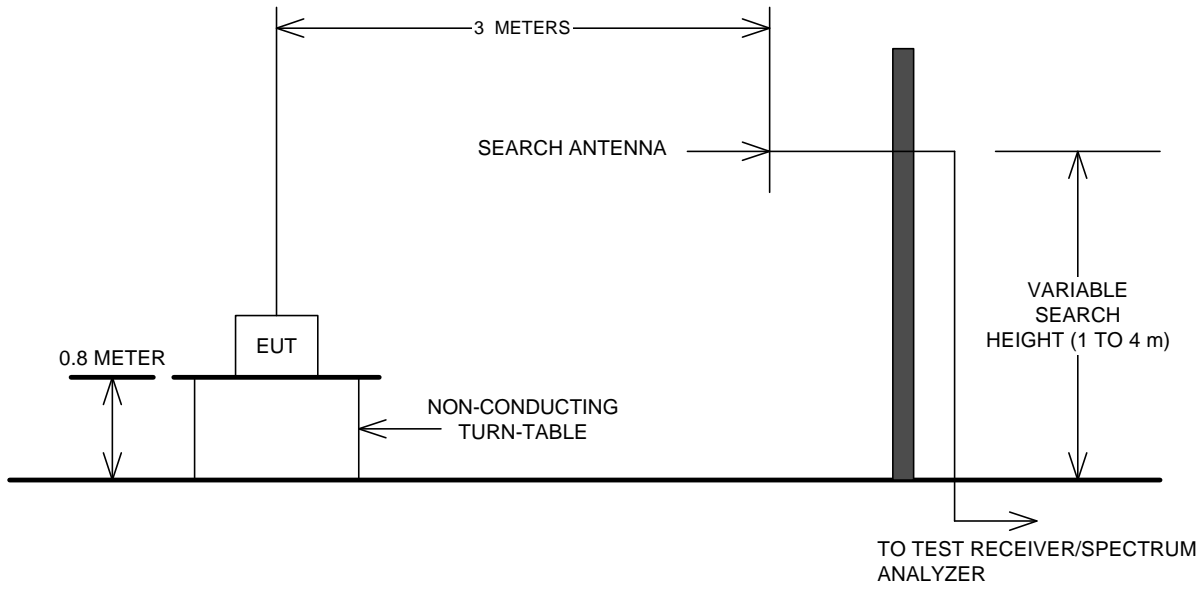 3 METERS
SEARCH ANTENNA
VARIABLE
SEARCH
HEIGHT (1 TO 4 m)
EUT
0.8 METER
NON-CONDUCTING
TURN-TABLE
TO TEST RECEIVER/SPECTRUM
ANALYZER